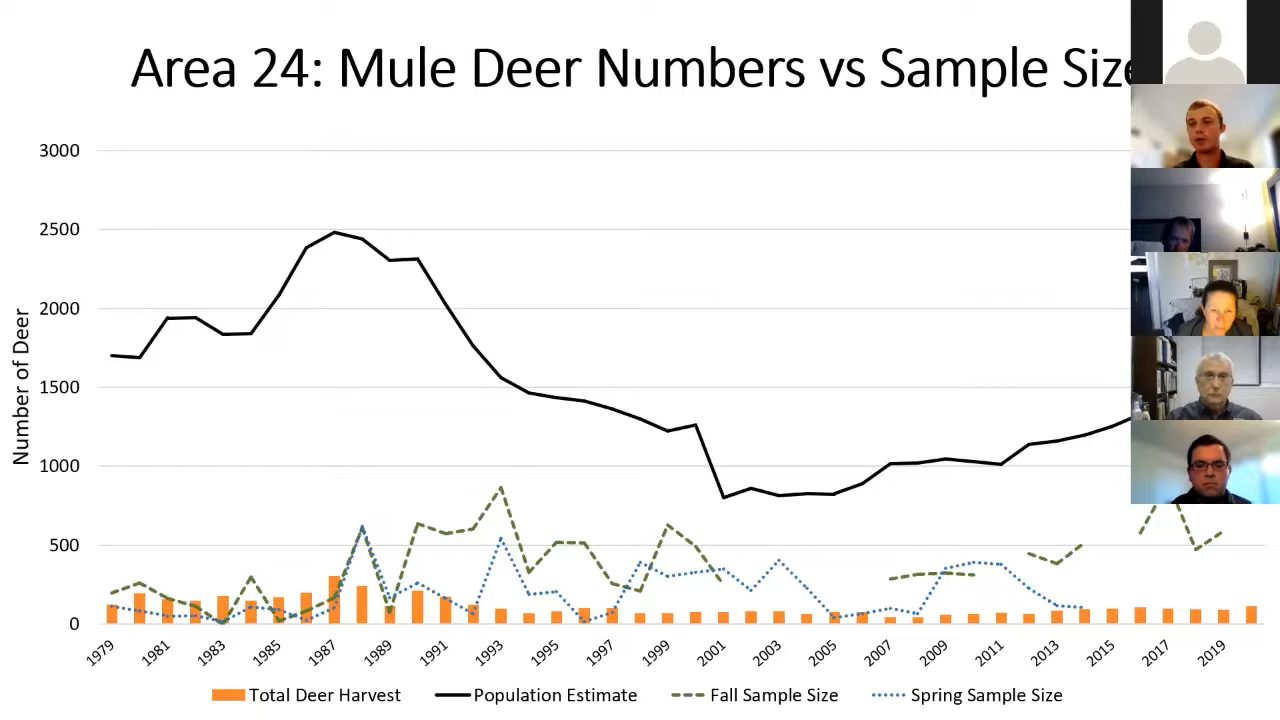 Area 24: Mule Deer Numbers vs Sample Size
Number of Deer
3000
2500
2000
1500
1000
500
0
1979 1981 1983 1985 1987 1989 1991 1993 1995 1997 1999 2001 2003 2005 2007 2009 2011 2013 2015 2017 2019
Total Deer Harvest Population Estimate Fall Sample Size Spring Sample Size